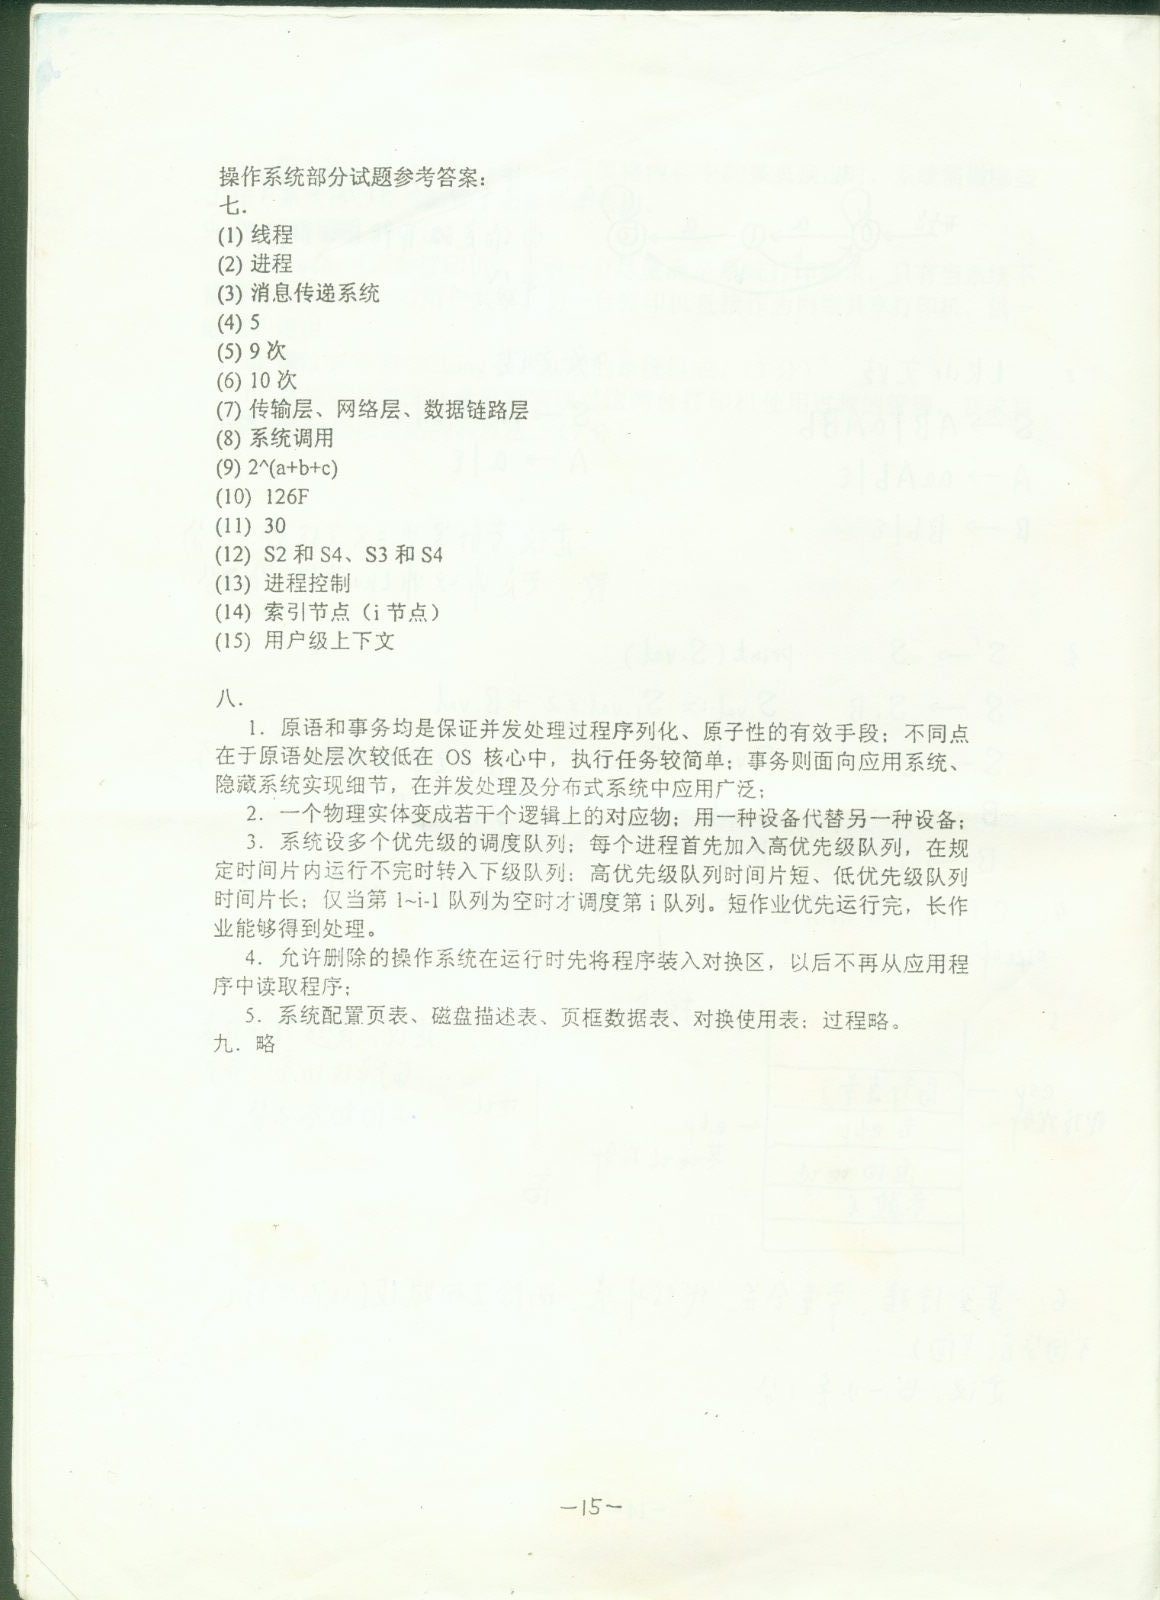 操作系统部分试题参考答案:
七.
(1) 线程
(2) 进程
(3) 消息传递系统
(4) 5
(5) 9次
(6) 10次
(7) 传输层、网络层、数据链路层
(8) 系统调用
(9) 2^(a+b+c)
(10) 126F
(11) 30
(12) S2和S4、S3和S4
(13) 进程控制
(14) 索引节点（i节点）
(15) 用户级上下文
八.
1. 原语和事务均是保证并发处理过程序列化、原子性的有效手段；不同点
在于原语处层次较低在 OS 核心中，执行任务较简单；事务则面向应用系统、
隐藏系统实现细节，在并发处理及分布式系统中应用广泛；
2. 一个物理实体变成若干个逻辑上的对应物；用一种设备代替另一种设备；
3. 系统设多个优先级的调度队列；每个进程首先加入高优先级队列，在规
定时间片内运行不完时转入下级队列；高优先级队列时间片短、低优先级队列
时间片长；仅当第 1~i-1 队列为空时才调度第 i 队列。短作业优先运行完，长作
业能够得到处理。
4. 允许删除的操作系统在运行时先将程序装入对换区，以后不再从应用程
序中读取程序；
5. 系统配置页表、磁盘描述表、页框数据表、对换使用表；过程略。
九. 略
-15-